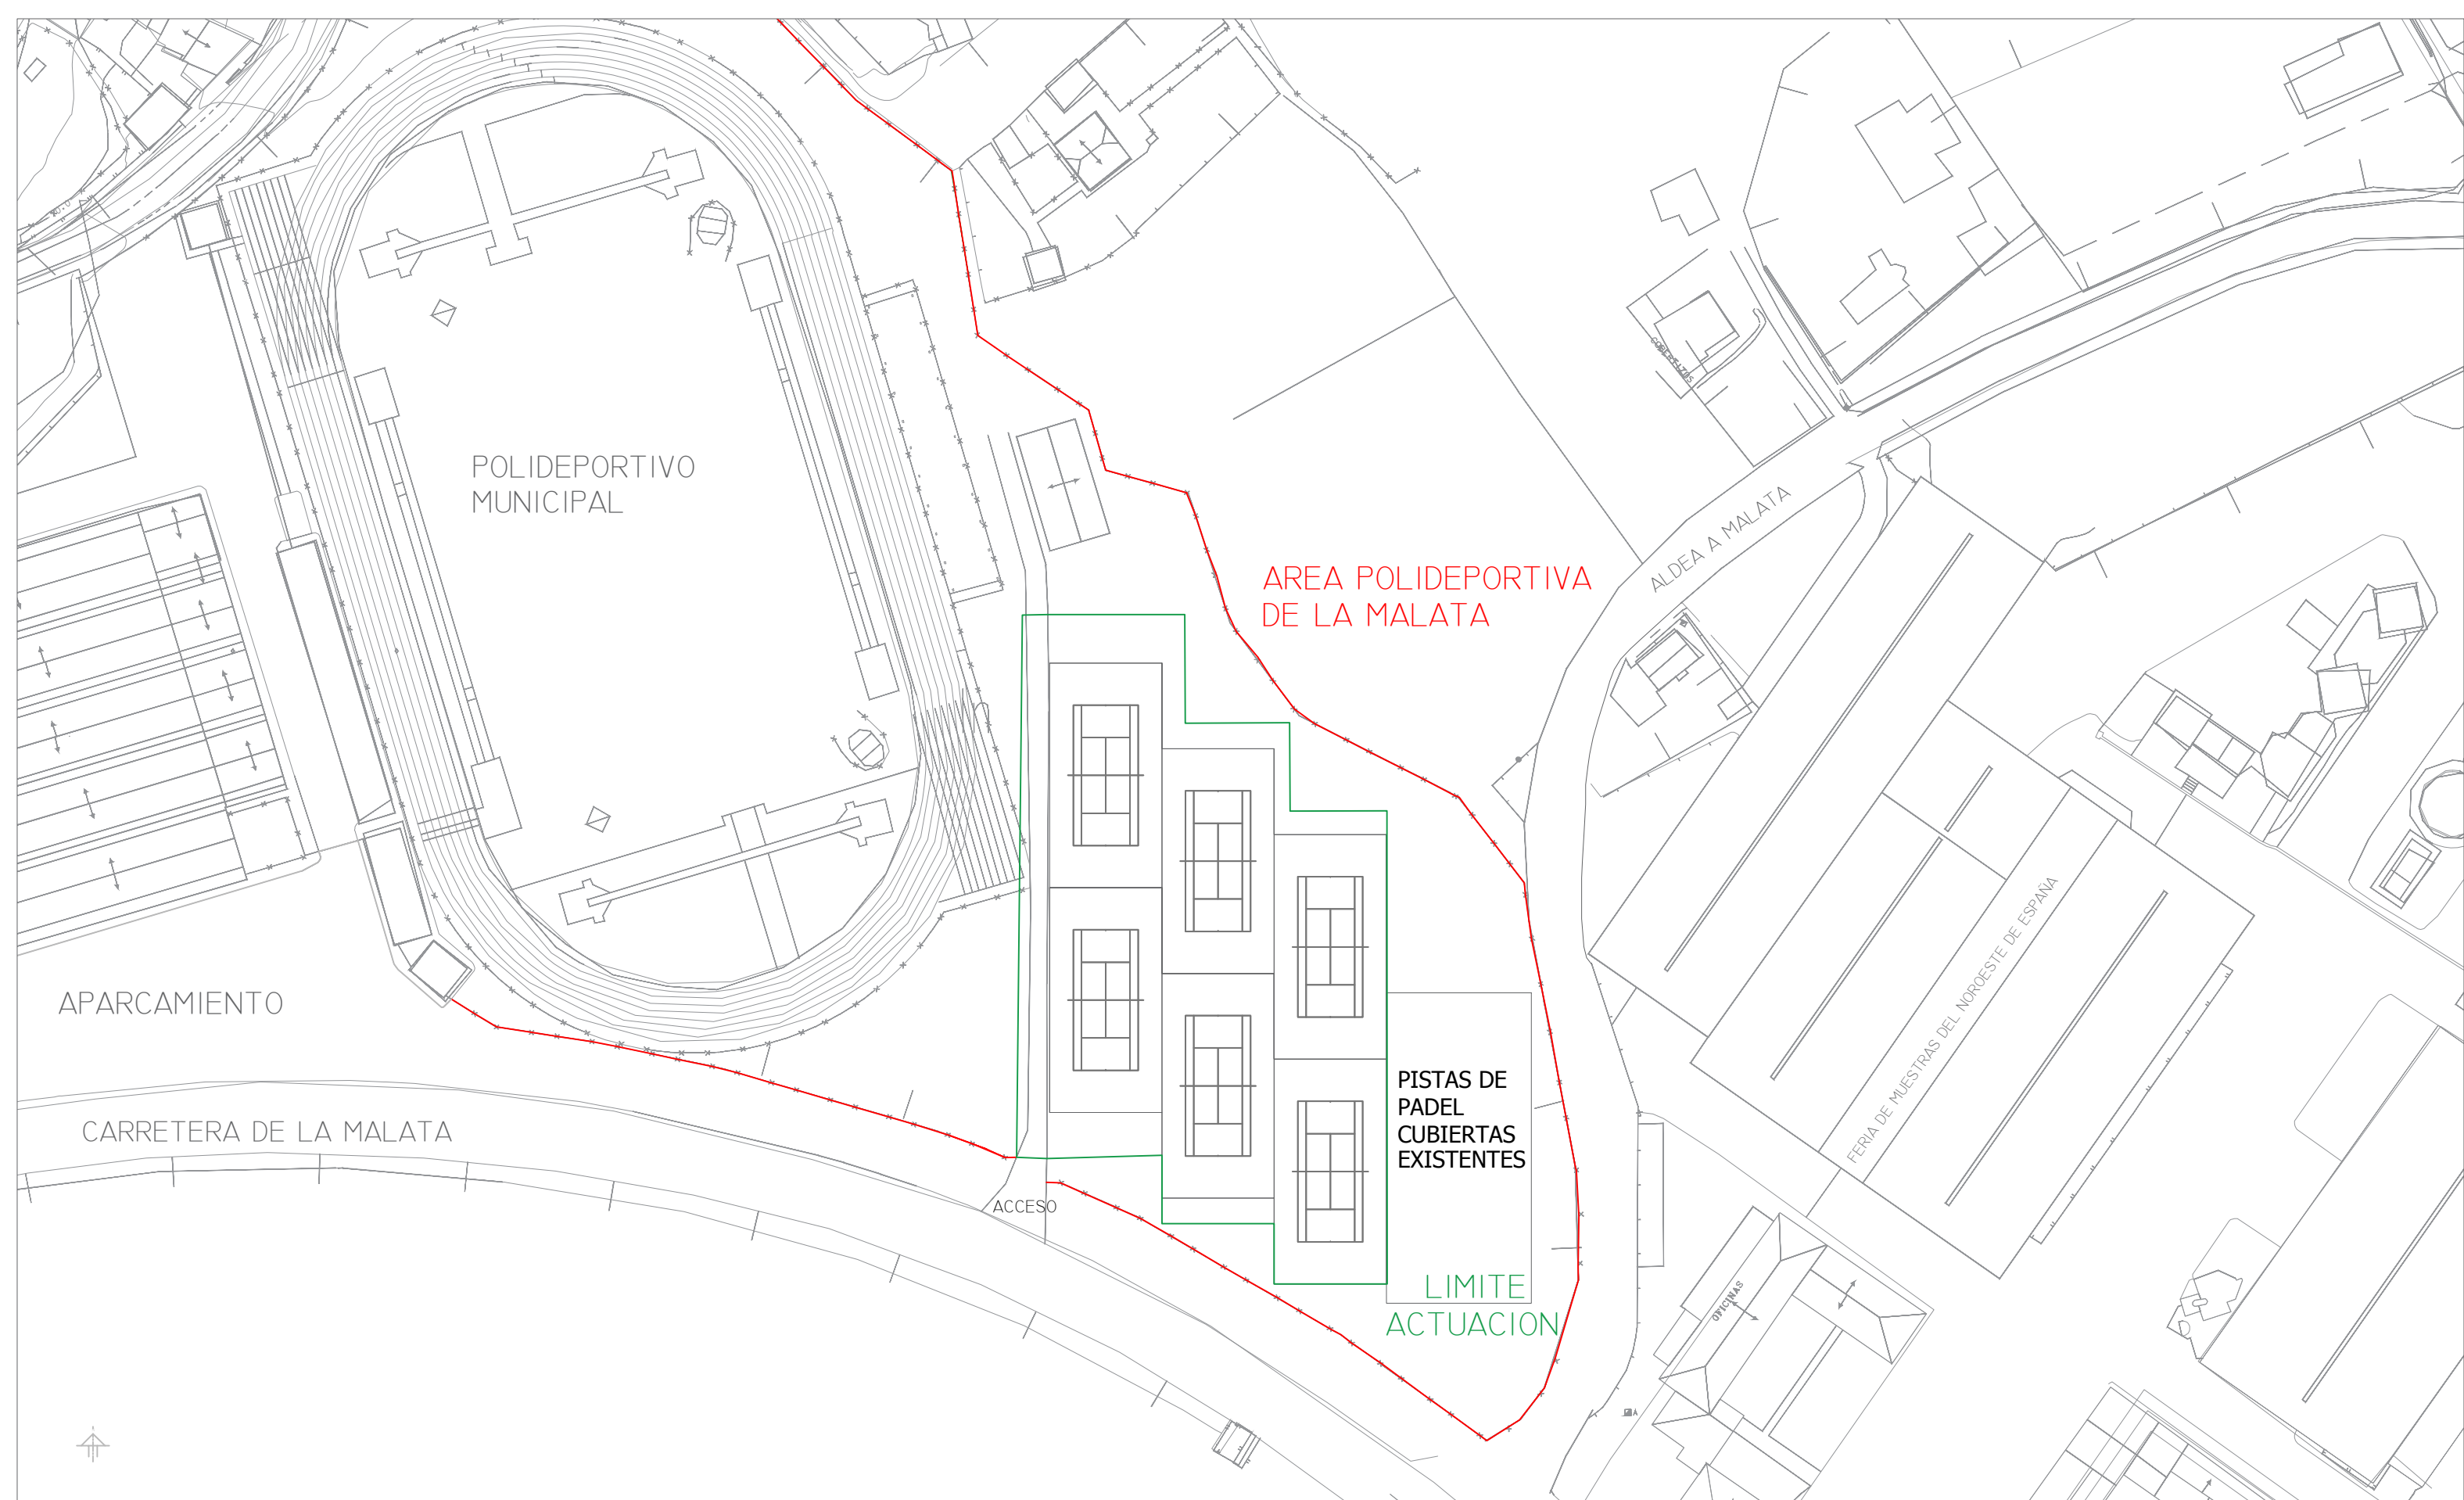 POLIDEPORTIVO
MUNICIPAL
COBERTIZOS
ALDEA A MALATA
AREA POLIDEPORTIVA
DE LA MALATA
APARCAMIENTO
CARRETERA DE LA MALATA
ACCESO
PISTAS DE
PADEL
CUBIERTAS
EXISTENTES
LIMITE
ACTUACION
FERIA DE MUESTRAS DEL NOROESTE DE ESPAÑA
OFICINAS